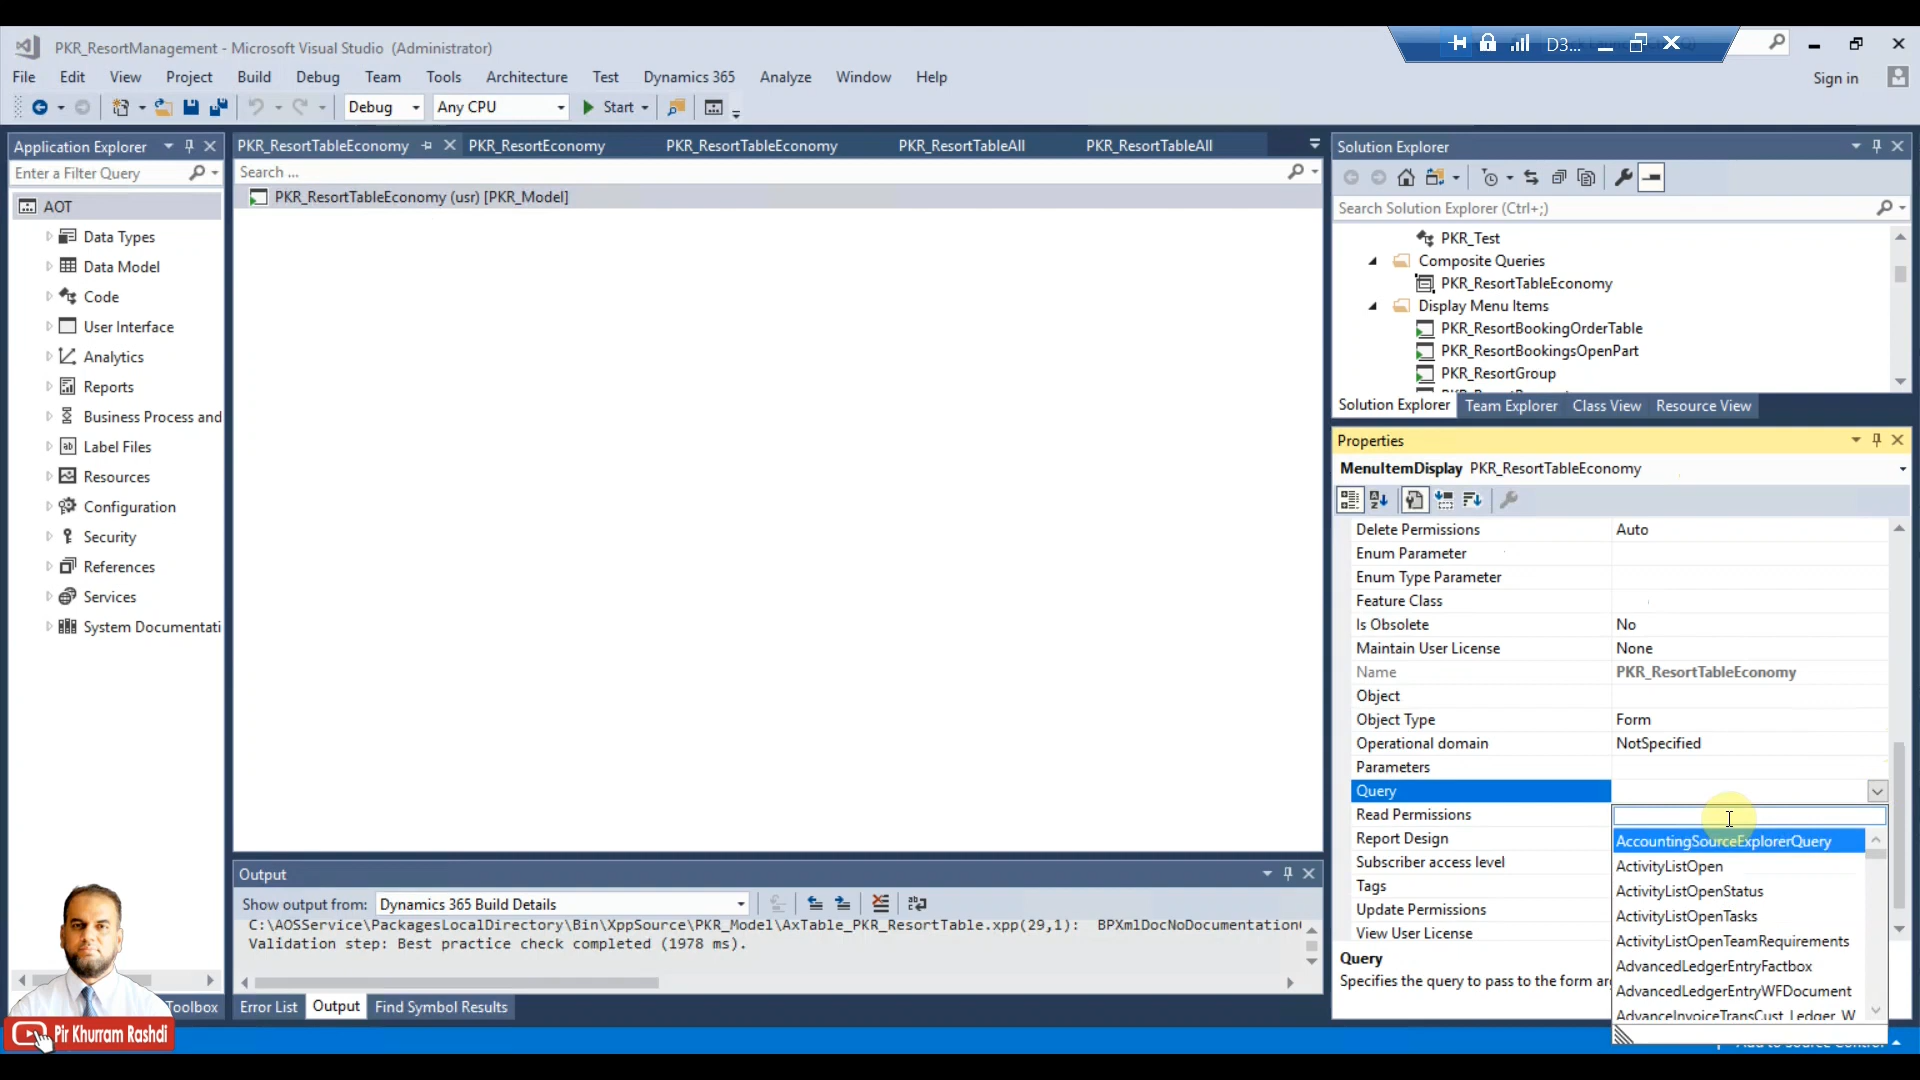 PKR_ResortManagement - Microsoft Visual Studio (Administrator)
D3...
File Edit View Project Build Debug Team Tools Architecture Test Dynamics 365 Analyze Window Help
Sign in
Debug Any CPU Start
Application Explorer
Enter a Filter Query
AOT
Data Types
Data Model
Code
User Interface
Analytics
Reports
Business Process and
Label Files
Resources
Configuration
Security
References
Services
System Documentati
Toolbox
Pir Khurram Rashdi
PKR_ResortTableEconomy PKR_ResortEconomy PKR_ResortTableEconomy PKR_ResortTableAll PKR_ResortTableAll
Search ...
PKR_ResortTableEconomy (usr) [PKR_Model]
Output
Show output from: Dynamics 365 Build Details
C:\AOSService\PackagesLocalDirectory\Bin\XppSource\PKR_Model\AxTable_PKR_ResortTable.xpp(29,1): BPXmlDocNoDocumentation
Validation step: Best practice check completed (1978 ms).
Error List Output Find Symbol Results
Solution Explorer
Search Solution Explorer (Ctrl+;)
PKR_Test
Composite Queries
PKR_ResortTableEconomy
Display Menu Items
PKR_ResortBookingOrderTable
PKR_ResortBookingsOpenPart
PKR_ResortGroup
Solution Explorer Team Explorer Class View Resource View
Properties
MenuItemDisplay PKR_ResortTableEconomy
Delete Permissions Auto
Enum Parameter
Enum Type Parameter
Feature Class
Is Obsolete No
Maintain User License None
Name PKR_ResortTableEconomy
Object
Object Type Form
Operational domain NotSpecified
Parameters
Query
Read Permissions
Report Design
Subscriber access level
Tags
Update Permissions
View User License
AccountingSourceExplorerQuery
ActivityListOpen
ActivityListOpenStatus
ActivityListOpenTasks
ActivityListOpenTeamRequirements
AdvancedLedgerEntryFactbox
AdvancedLedgerEntryWFDocument
AdvanceInvoiceTransCust_Ledger_W
Query
Specifies the query to pass to the form